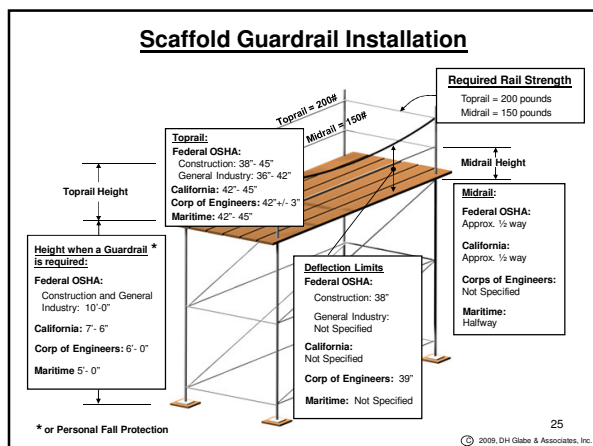 Scaffold Guardrail Installation
Required Rail Strength
Toprail = 200 pounds
Midrail = 150 pounds
Toprail = 200#
Midrail = 150#
Toprail:
Federal OSHA:
Construction: 38"- 45"
General Industry: 36"- 42"
California: 42"- 45"
Corp of Engineers: 42"+/- 3"
Maritime: 42"- 45"
Toprail Height
Midrail Height
Height when a Guardrail *
is required:
Federal OSHA:
Construction and General
Industry: 10'-0"
California: 7'- 6"
Corp of Engineers: 6'- 0"
Maritime 5'- 0"
Deflection Limits
Federal OSHA:
Construction: 38"
General Industry:
Not Specified
California:
Not Specified
Corp of Engineers: 39"
Maritime: Not Specified
Midrail:
Federal OSHA:
Approx. ½ way
California:
Approx. ½ way
Corps of Engineers:
Not Specified
Maritime:
Halfway
* or Personal Fall Protection
25
© 2009, DH Glabe & Associates, Inc.